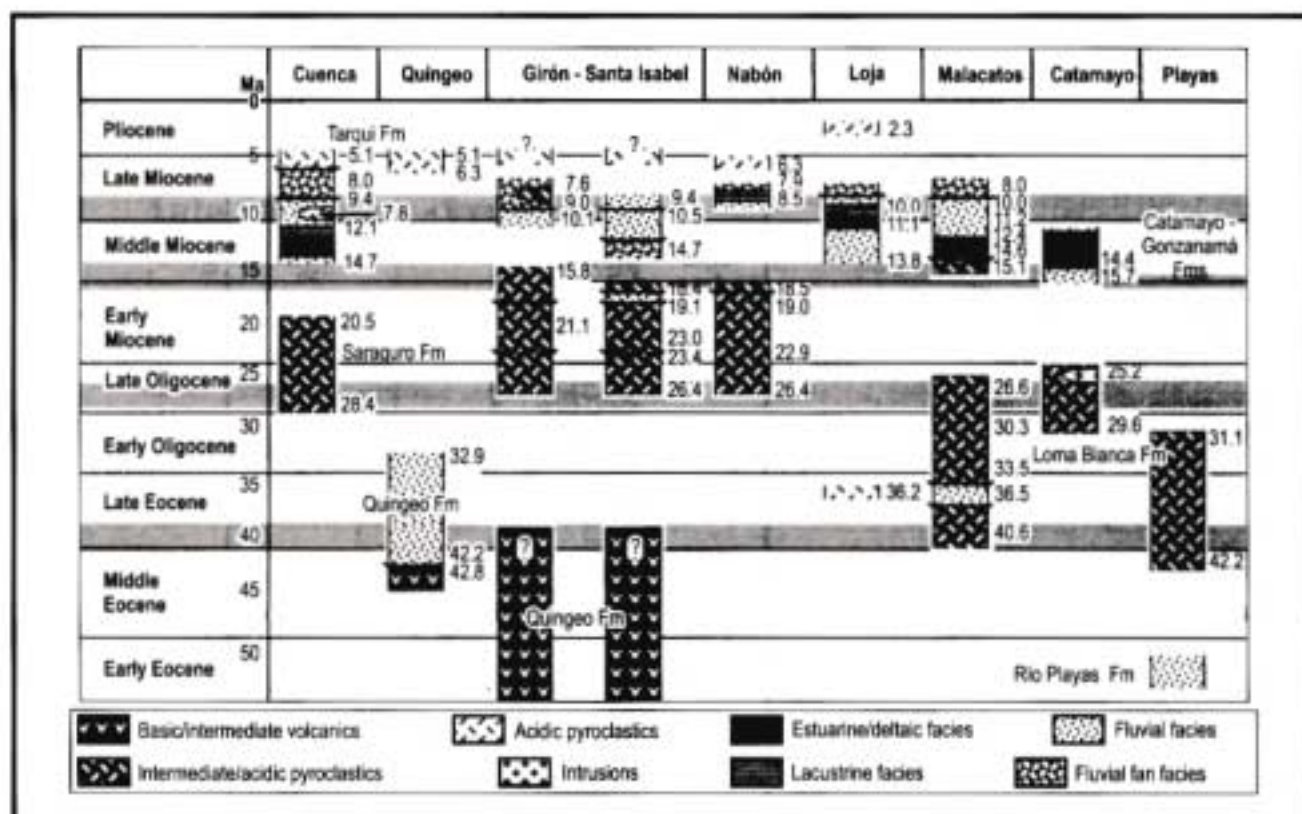 Ma Cuenca Quingeo Girón - Santa Isabel Nabón Loja Malacatos Catamayo Playas
0
Pliocene
Tarqui Fm
2.3
? ?
5
5.1 5.1
6.3 6.3
Late Miocene
8.0 7.6 8.0
9.4 9.0 9.4 8.5 10.0 10.0
10
7.8 10.1 10.5
12.1 11.1
Middle Miocene
Catamayo -
Gonzanamá
Fms
14.7 14.7 13.8 14.4
15
15.8 15.1 15.7
18.4 18.5
19.1 19.0
Early
Miocene
20
20.5 21.1
Saraguro Fm
23.0 22.9
23.4
Late Oligocene
25
25.2
28.4 26.4 26.4 26.6
30
30.3 29.6
Early Oligocene
31.1
32.9
33.5 Loma Blanca Fm
35
Late Eocene
Quingeo Fm
36.2 36.5
40
? ?
40.6
42.2 42.2
42.8
Middle
Eocene
45
Quingeo Fm
50
Early Eocene
Rio Playas Fm
Basic/intermediate volcanics Acidic pyroclastics Estuarine/deltaic facies Fluvial facies
Intermediate/acidic pyroclastics Intrusions Lacustrine facies Fluvial fan facies